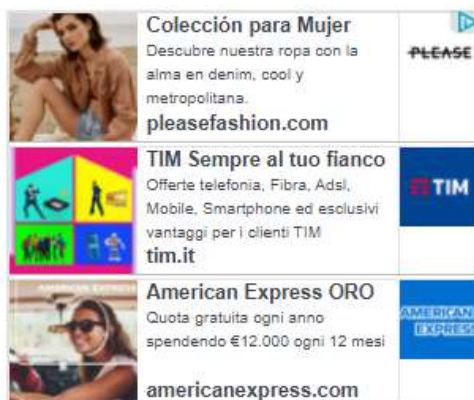 Colección para Mujer
Descubre nuestra ropa con la
alma en denim, cool y
metropolitana.
pleasefashion.com
PLEASE
TIM Sempre al tuo fianco
Offerte telefonia, Fibra, Adsl,
Mobile, Smartphone ed esclusivi
vantaggi per i clienti TIM
tim.it
TIM
AMERICAN EXPRESS
American Express ORO
Quota gratuita ogni anno
spendendo €12.000 ogni 12 mesi
americanexpress.com
AMERICAN
EXPRESS